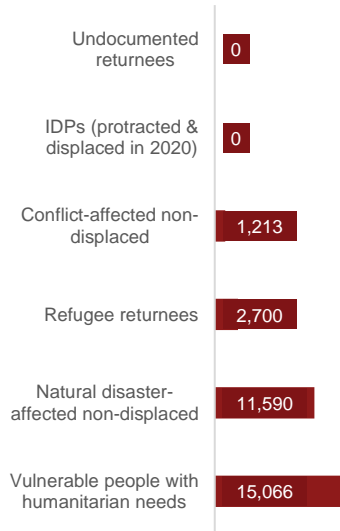 Undocumented
returnees
0
IDPs (protracted &
displaced in 2020)
0
Conflict-affected non-
displaced
1,213
Refugee returnees
2,700
Natural disaster-
affected non-displaced
11,590
Vulnerable people with
humanitarian needs
15,066